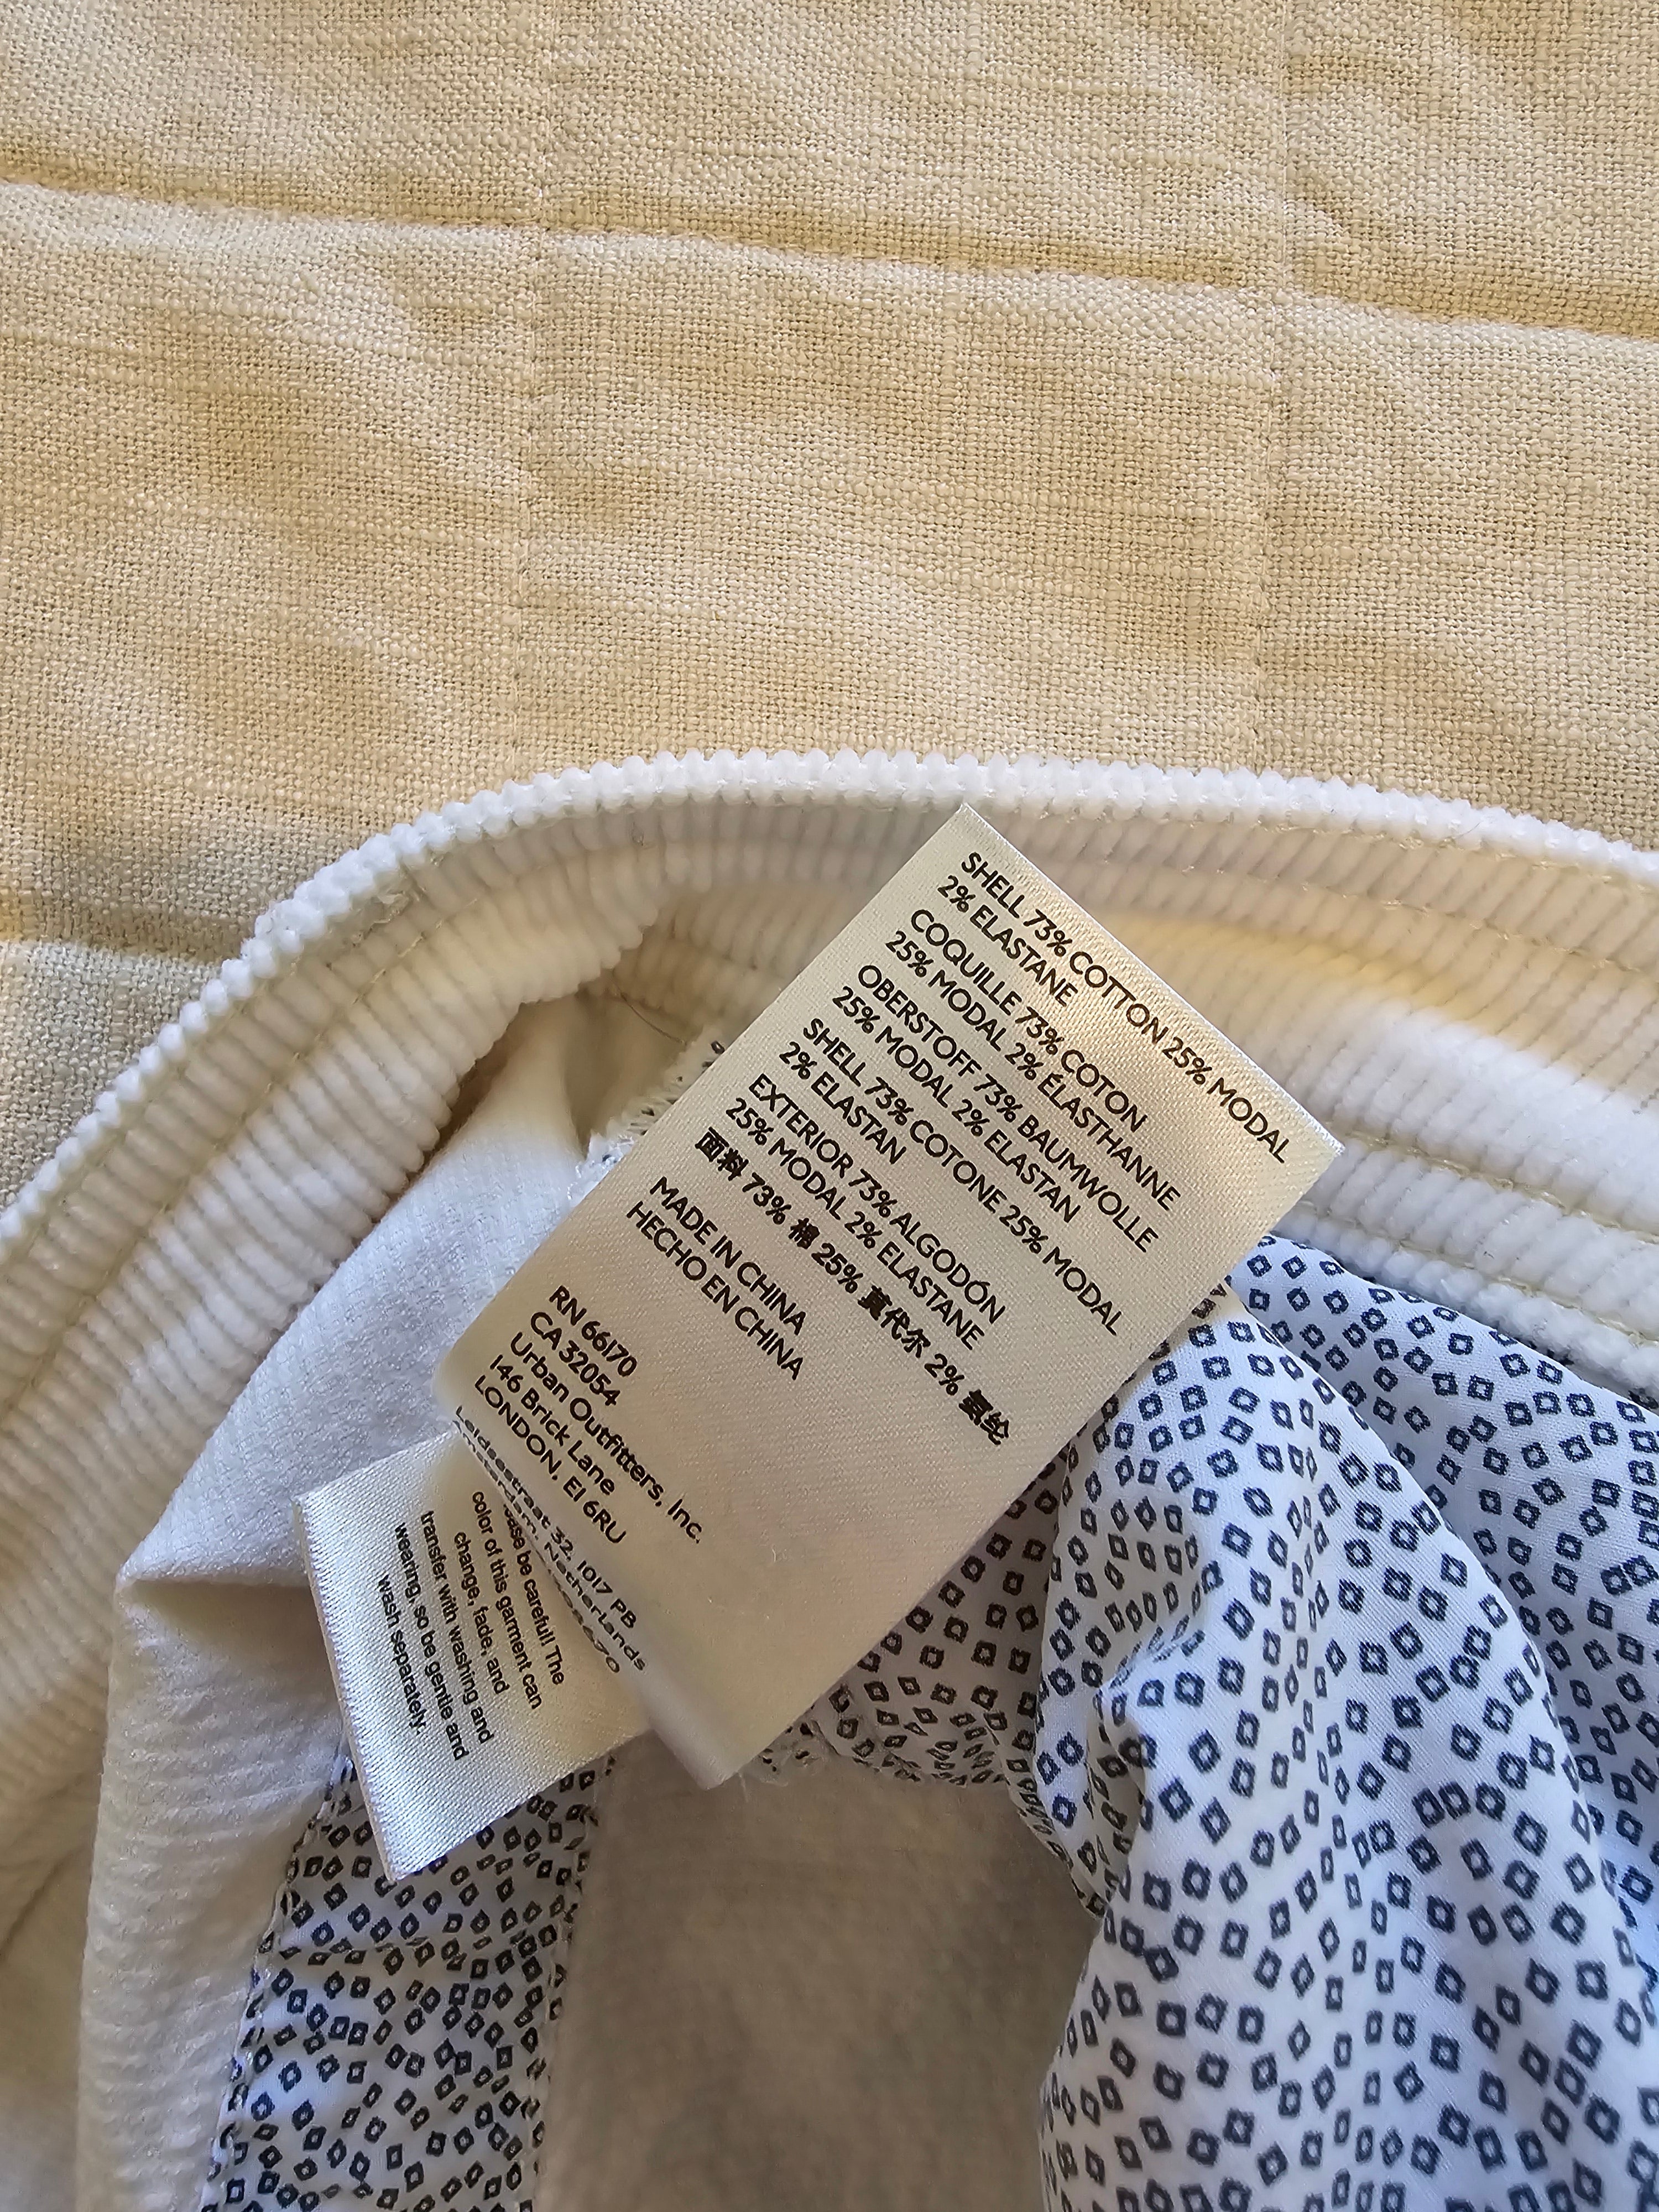 SHELL 73% COTTON 25% MODAL
2% ELASTANE
COQUILLE 73% COTON
25% MODAL 2% ÉLASTHANNE
OBERSTOFF 73% BAUMWOLLE
25% MODAL 2% ELASTAN
SHELL 73% COTONE 25% MODAL
2% ELASTAN
EXTERIOR 73% ALGODÓN
25% MODAL 2% ELASTANE
面料 73% 棉 25% 莫代尔 2% 氨纶
MADE IN CHINA
HECHO EN CHINA
RN 66170
CA 32054
Urban Outfitters, Inc.
146 Brick Lane
LONDON, E1 6RU
Leidsestraat 32, 1017 PB
Amsterdam, Netherlands
be careful! The
color of this garment can
change, fade, and
transfer with washing and
wearing, so be gentle and
wash separately.